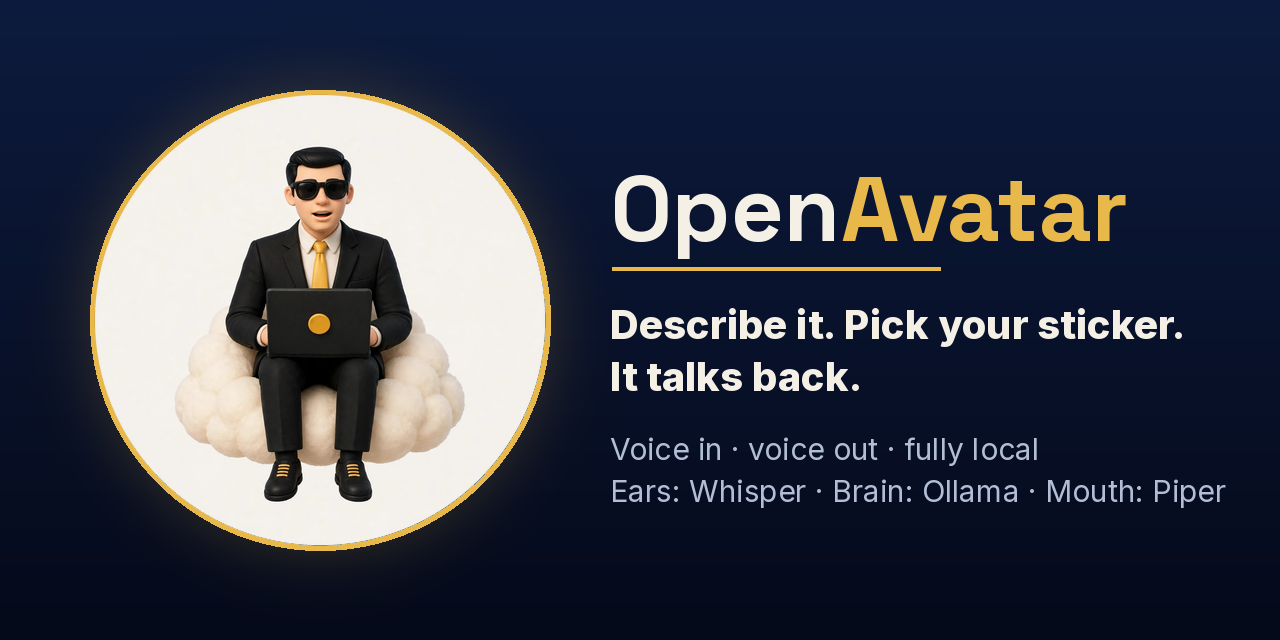 OpenAvatar
Describe it. Pick your sticker.
It talks back.
Voice in · voice out · fully local
Ears: Whisper · Brain: Ollama · Mouth: Piper